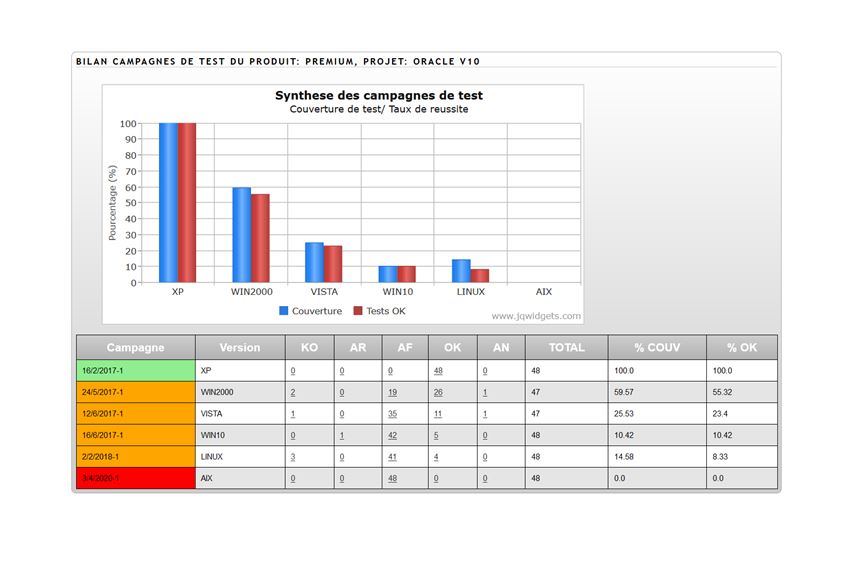 BILAN CAMPAGNES DE TEST DU PRODUIT: PREMIUM, PROJET: ORACLE V10
Synthese des campagnes de test
Couverture de test/ Taux de reussite
Pourcentage (%)
100
90
80
70
60
50
40
30
20
10
0
XP WIN2000 VISTA WIN10 LINUX AIX
Couverture Tests OK
www.jqwidgets.com
Campagne Version KO AR AF OK AN TOTAL % COUV % OK
16/2/2017-1 XP 0 0 0 48 0 48 100.0 100.0
24/5/2017-1 WIN2000 2 0 19 26 1 47 59.57 55.32
12/6/2017-1 VISTA 1 0 35 11 1 47 25.53 23.4
16/6/2017-1 WIN10 0 1 42 5 0 48 10.42 10.42
2/2/2018-1 LINUX 3 0 41 4 0 48 14.58 8.33
3/4/2020-1 AIX 0 0 48 0 0 48 0.0 0.0